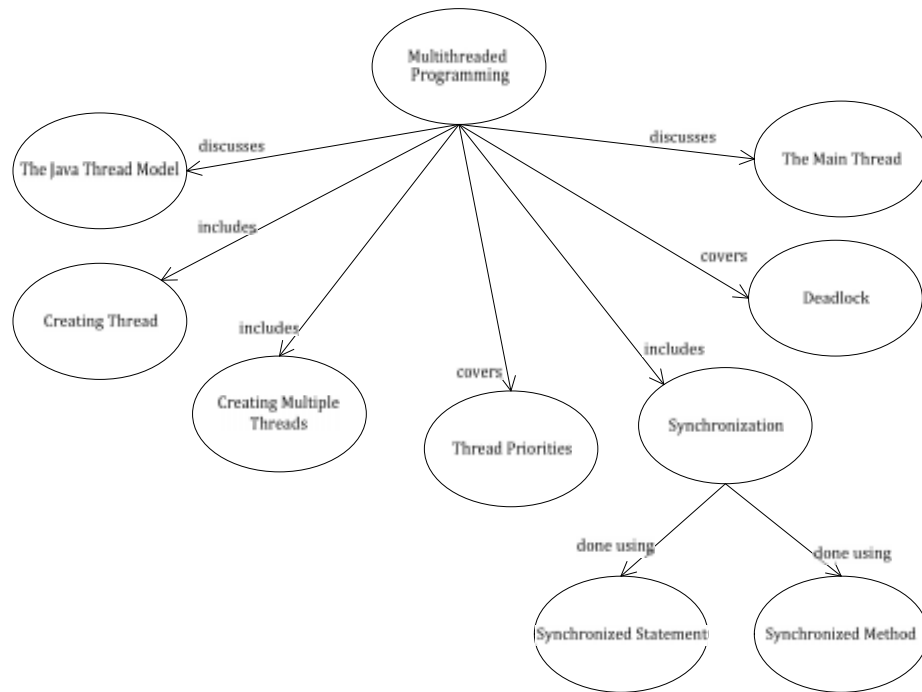 Multithreaded
Programming
discusses
discusses
The Java Thread Model
The Main Thread
includes
covers
Creating Thread
Deadlock
includes
includes
covers
Creating Multiple
Threads
Thread Priorities
Synchronization
done using
done using
Synchronized Statement
Synchronized Method